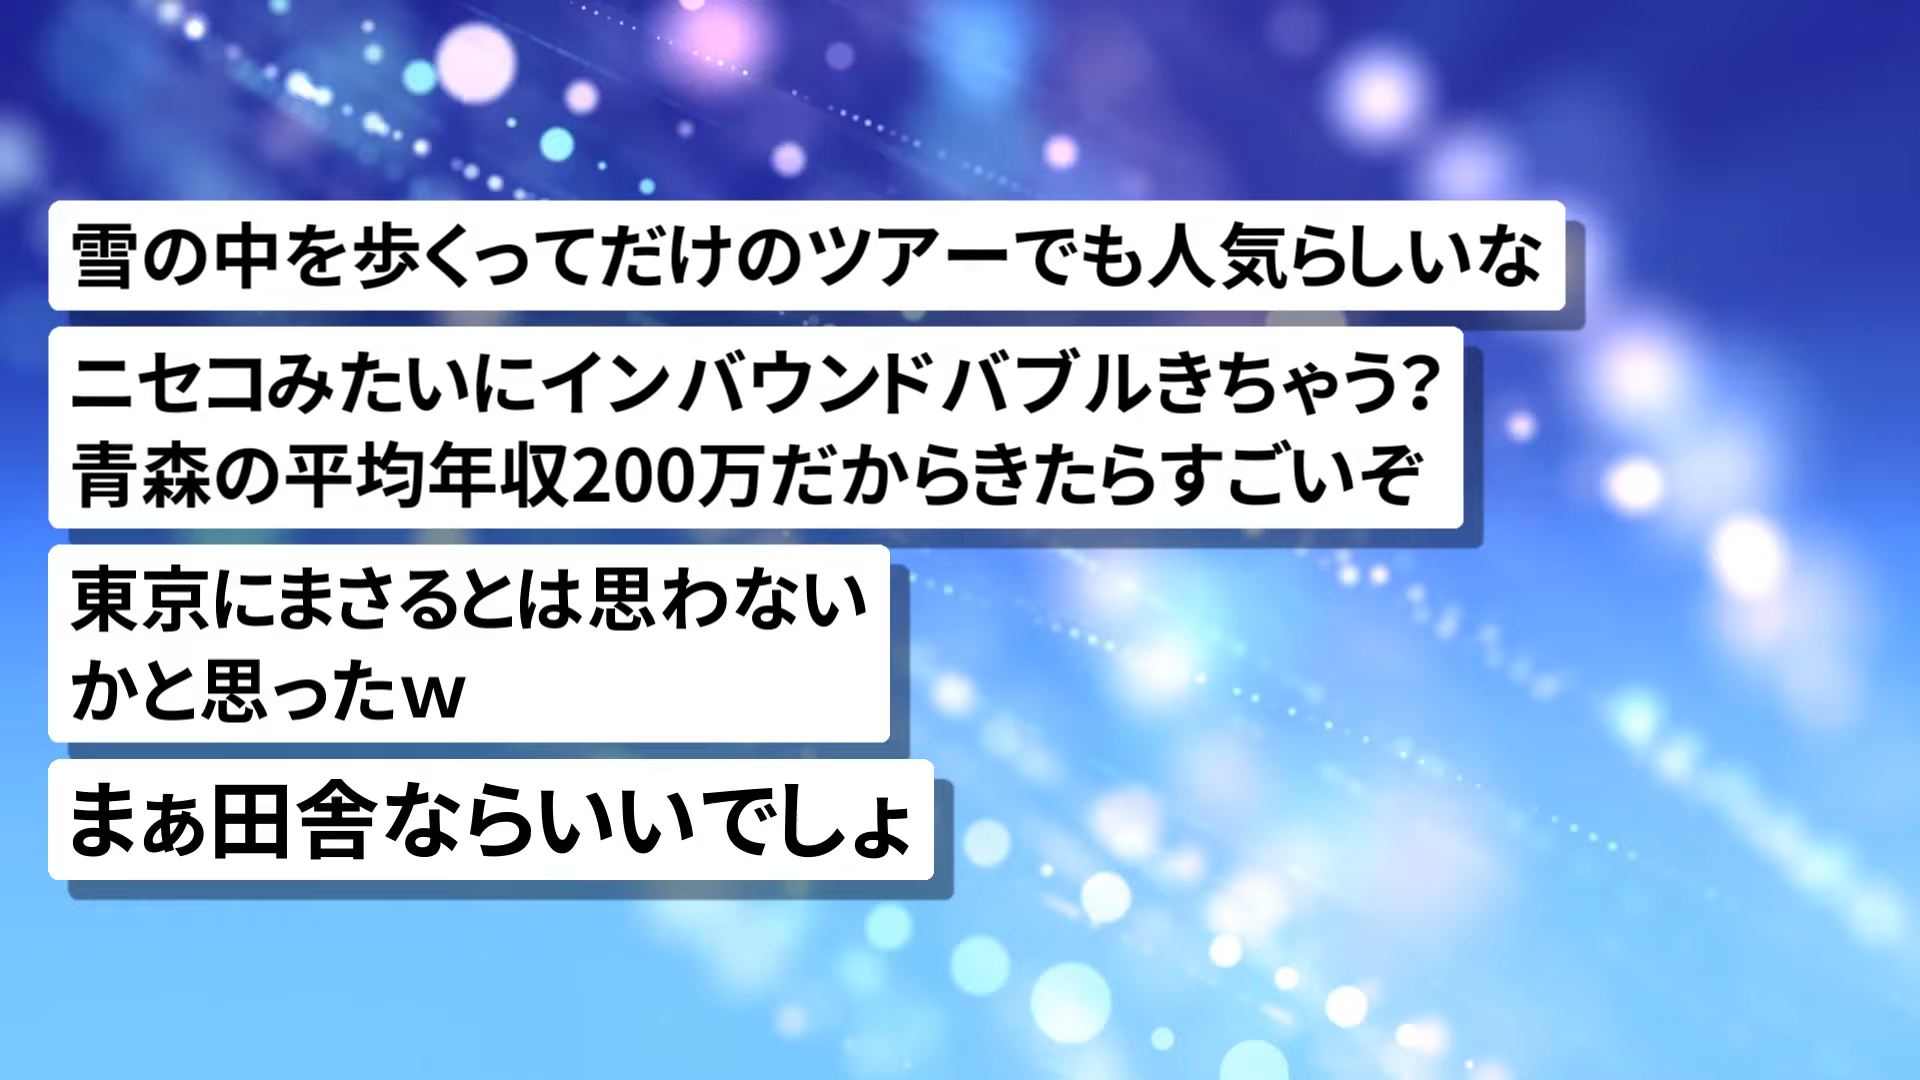 雪の中を歩くってだけのツアーでも人気らしいな
ニセコみたいにインバウンドバブルきちゃう？
青森の平均年収200万だからきたらすごいぞ
東京にまさるとは思わない
かと思ったｗ
まぁ田舎ならいいでしょ